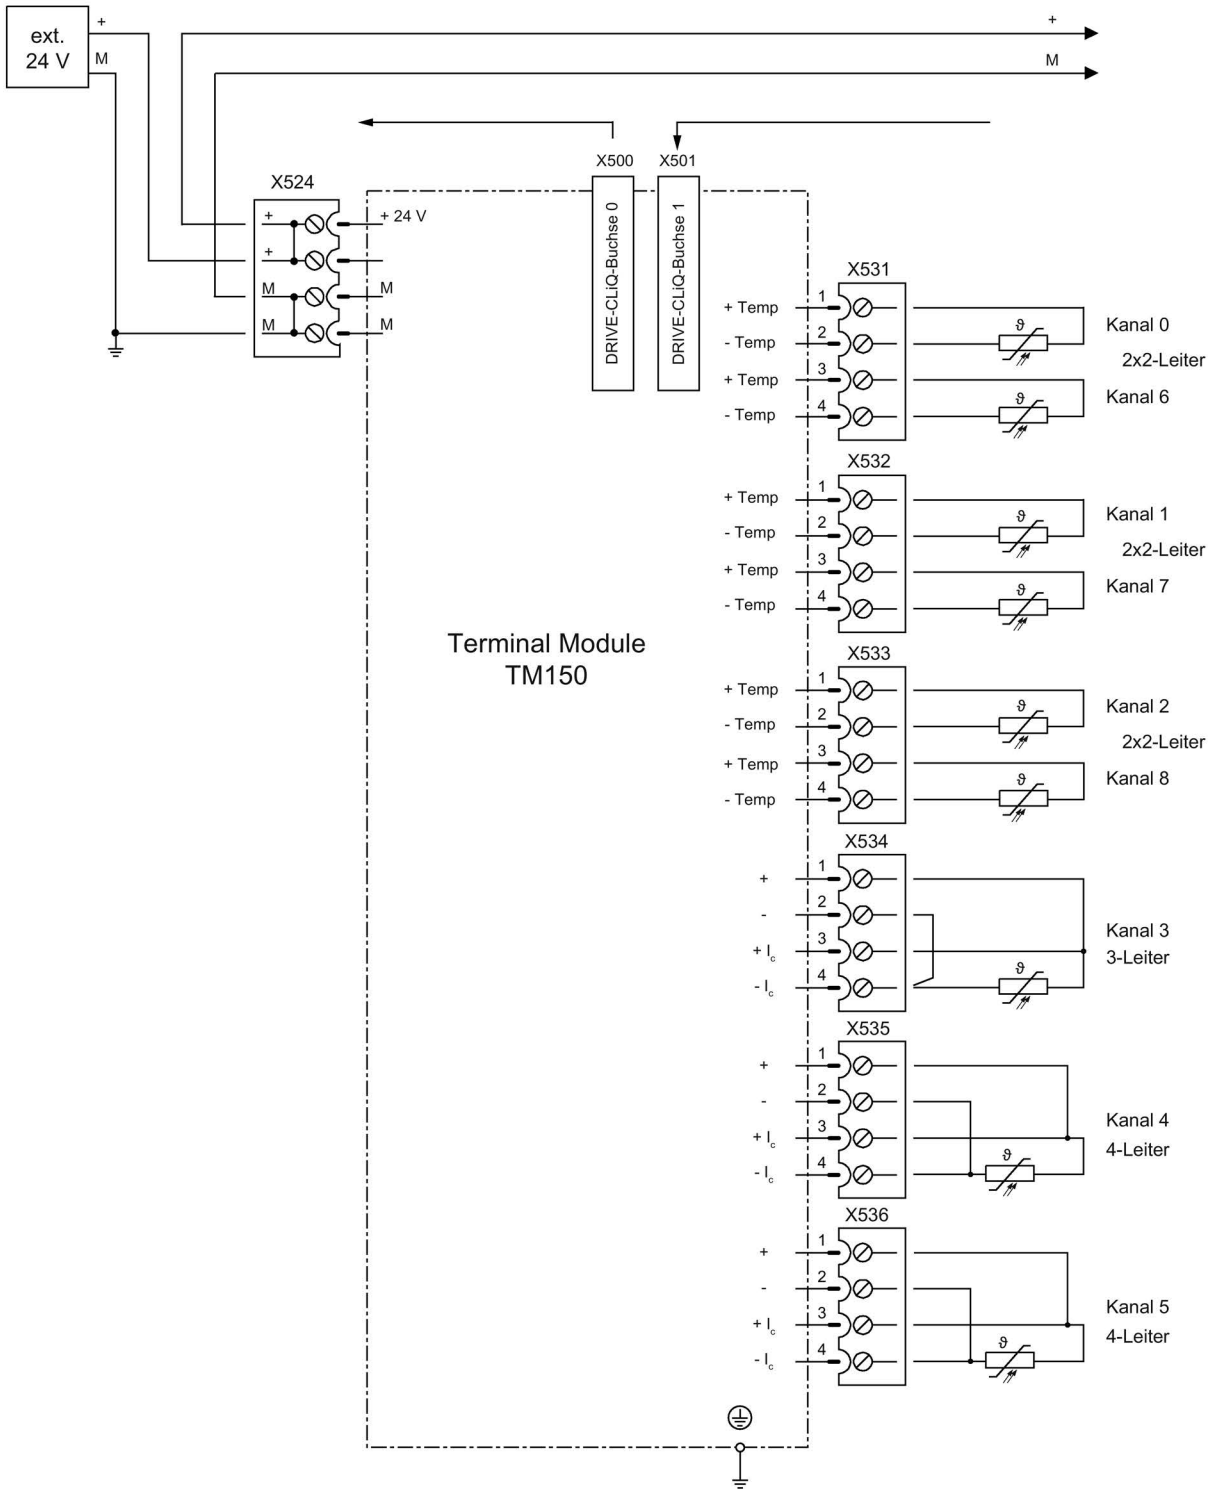 ext.
24 V
+
M
+
M
X500
X501
X524
+
+
M
M
+ 24 V
M
M
DRIVE-CLiQ-Buchse 0
DRIVE-CLiQ-Buchse 1
Terminal Module
TM150
X531
+ Temp 1
- Temp 2
+ Temp 3
- Temp 4
ϑ
ϑ
Kanal 0
2x2-Leiter
Kanal 6
X532
+ Temp 1
- Temp 2
+ Temp 3
- Temp 4
ϑ
ϑ
Kanal 1
2x2-Leiter
Kanal 7
X533
+ Temp 1
- Temp 2
+ Temp 3
- Temp 4
ϑ
ϑ
Kanal 2
2x2-Leiter
Kanal 8
X534
+ 1
- 2
+ Ic 3
- Ic 4
ϑ
Kanal 3
3-Leiter
X535
+ 1
- 2
+ Ic 3
- Ic 4
ϑ
Kanal 4
4-Leiter
X536
+ 1
- 2
+ Ic 3
- Ic 4
ϑ
Kanal 5
4-Leiter